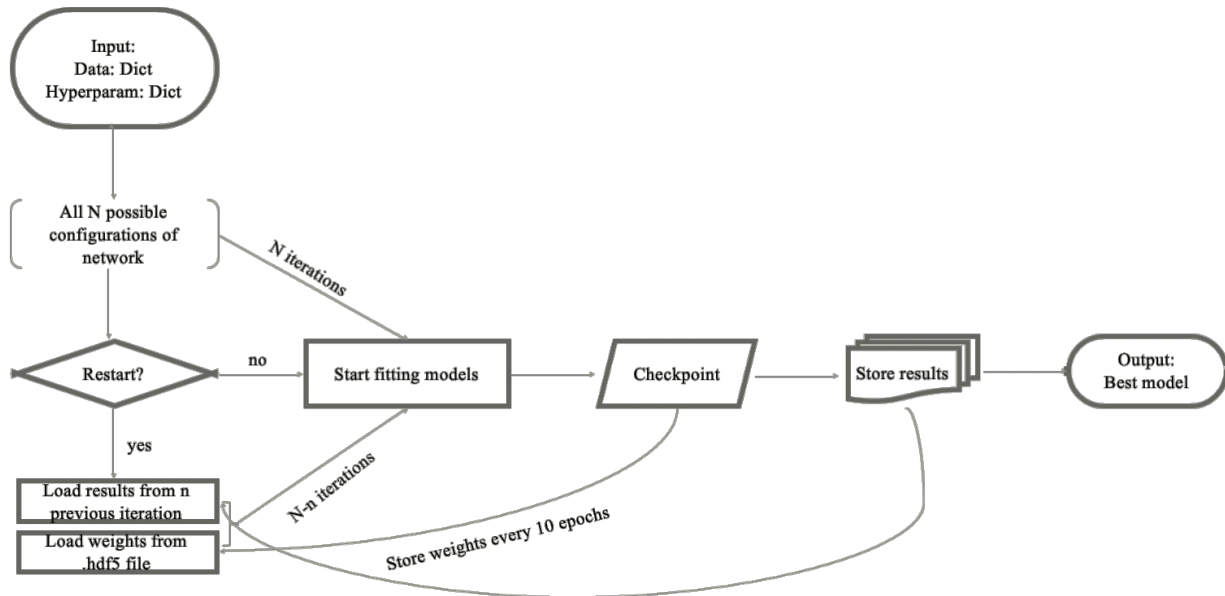 Input:
Data: Dict
Hyperparam: Dict
All N possible
configurations of
network
N iterations
Restart?
no
Start fitting models
Checkpoint
Store results
Output:
Best model
yes
N-n iterations
Load results from n
previous iteration
Load weights from
.hdf5 file
Store weights every 10 epochs